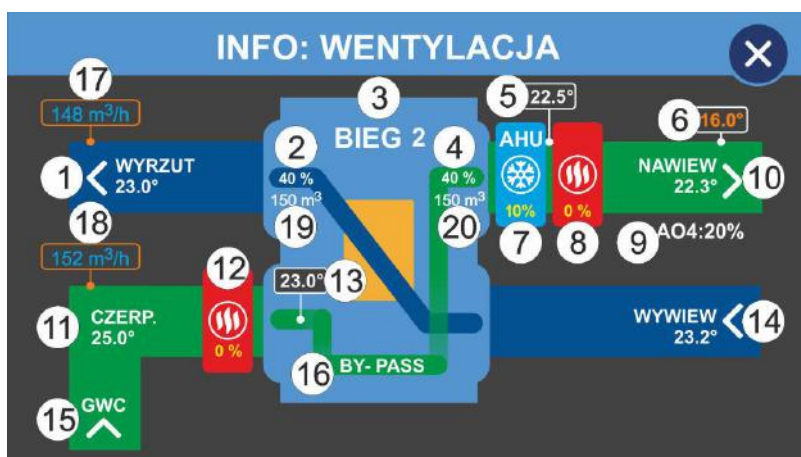 INFO: WENTYLACJA
17
148 m³/h
3
5
22.5°
6
16.0°
BIEG 2
2
40 %
150 m³
19
4
40 %
150 m³
20
AHU
10%
7
0 %
8
1
WYRZUT
23.0°
NAWIEW
22.3°
10
9
AO4:20%
18
152 m³/h
12
0 %
23.0°
13
11
CZERP.
25.0°
WYWIEW
23.2°
14
16
BY- PASS
15
GWC